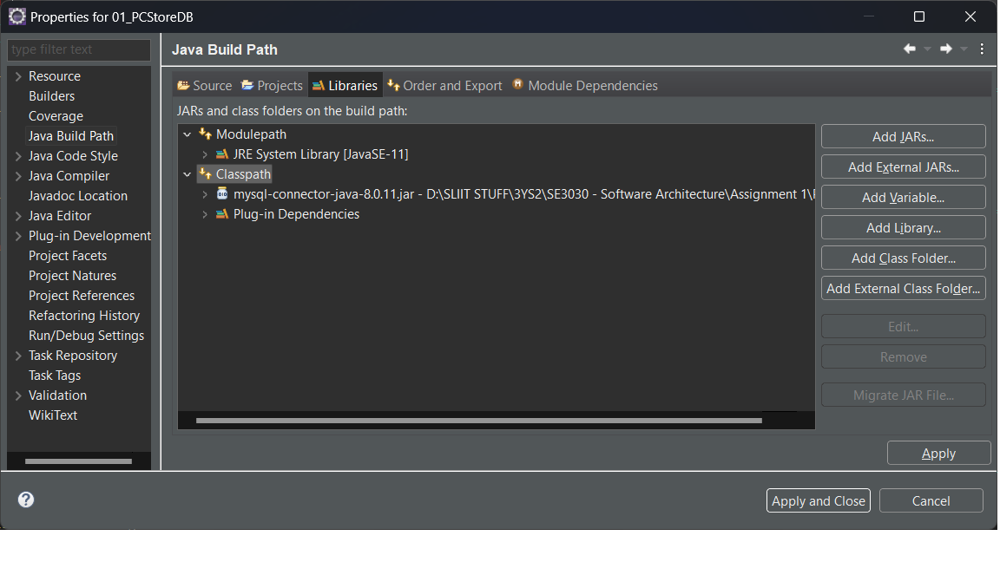 Properties for 01_PCStoreDB
type filter text
Resource
Builders
Coverage
Java Build Path
Java Code Style
Java Compiler
Javadoc Location
Java Editor
Plug-in Development
Project Facets
Project Natures
Project References
Refactoring History
Run/Debug Settings
Task Repository
Task Tags
Validation
WikiText
Java Build Path
Source Projects Libraries Order and Export Module Dependencies
JARs and class folders on the build path:
Modulepath
JRE System Library [JavaSE-11]
Classpath
mysql-connector-java-8.0.11.jar - D:\SLIIT STUFF\3YS2\SE3030 - Software Architecture\Assignment 1\
Plug-in Dependencies
Add JARs...
Add External JARs...
Add Variable...
Add Library...
Add Class Folder...
Add External Class Folder...
Edit...
Remove
Migrate JAR File...
Apply
Apply and Close
Cancel